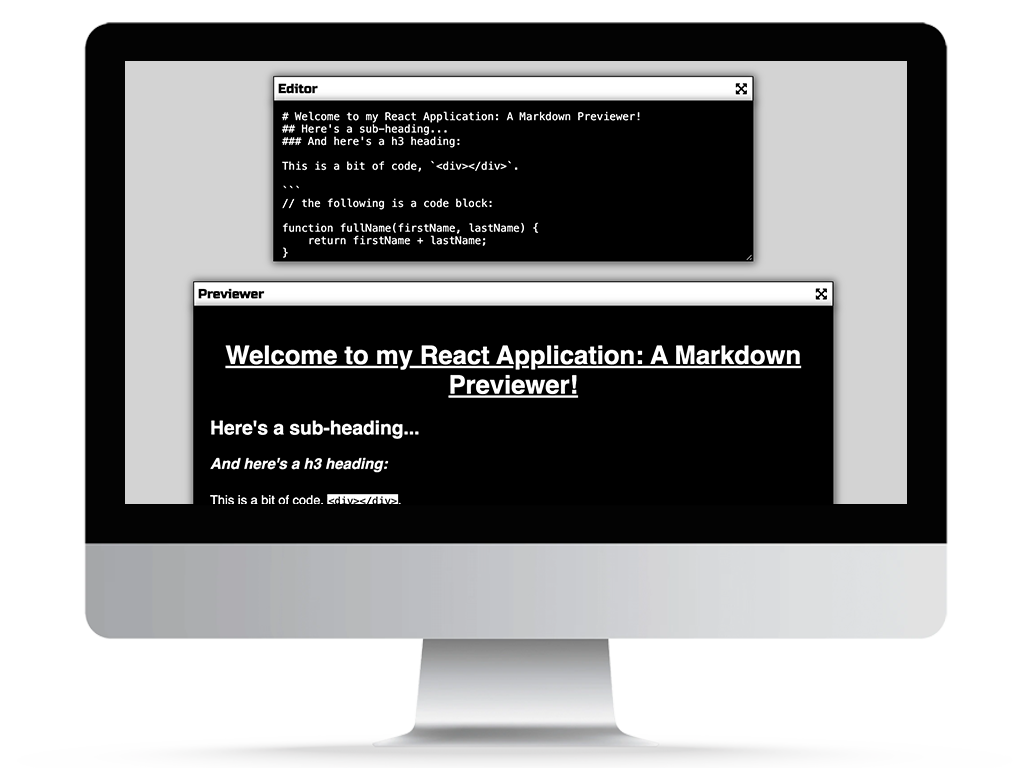 Editor
# Welcome to my React Application: A Markdown Previewer!
## Here's a sub-heading...
### And here's a h3 heading:
This is a bit of code, `<div></div>`.
```
// the following is a code block:
function fullName(firstName, lastName) {
    return firstName + lastName;
}
Previewer
Welcome to my React Application: A Markdown
Previewer!
Here's a sub-heading...
And here's a h3 heading:
This is a bit of code, <div></div>.